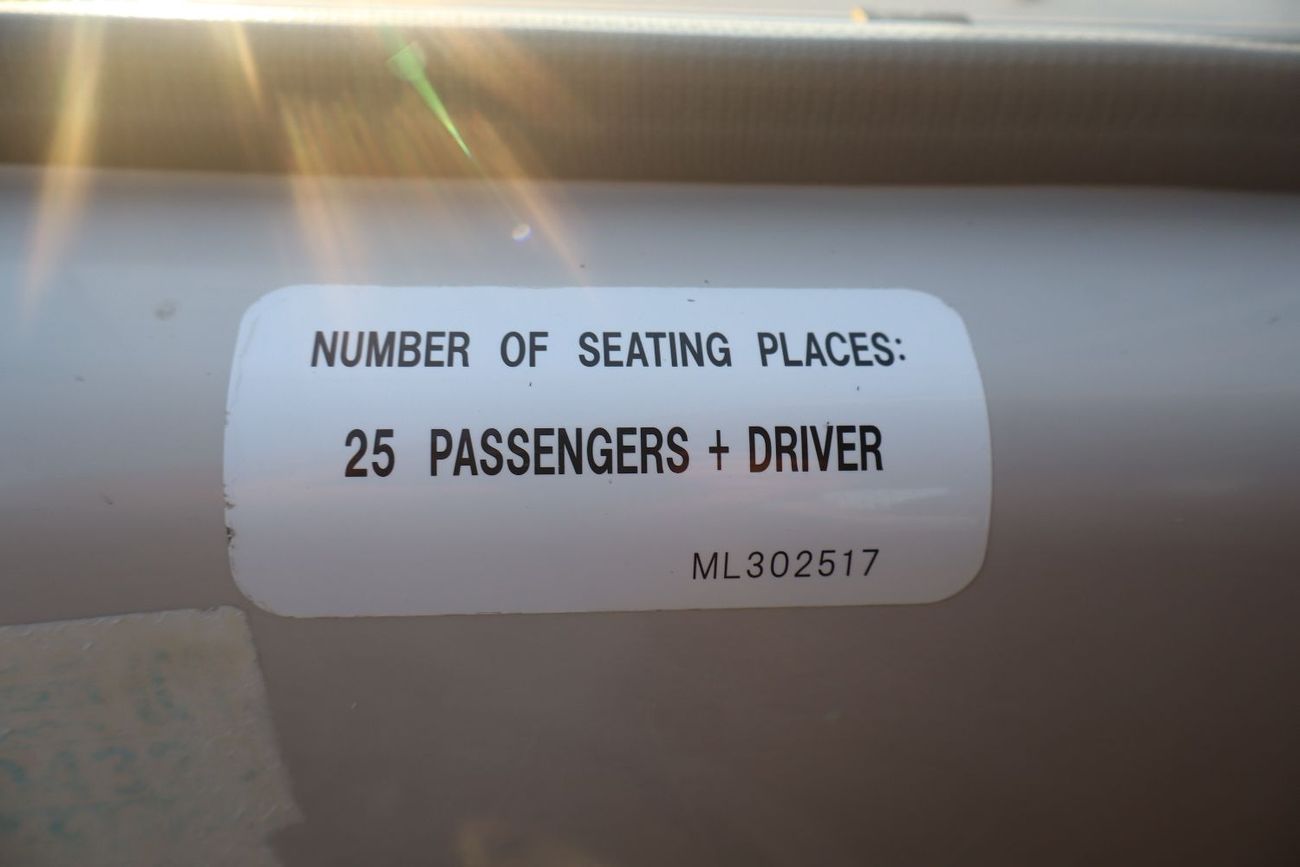 NUMBER OF SEATING PLACES:
25 PASSENGERS + DRIVER
ML302517